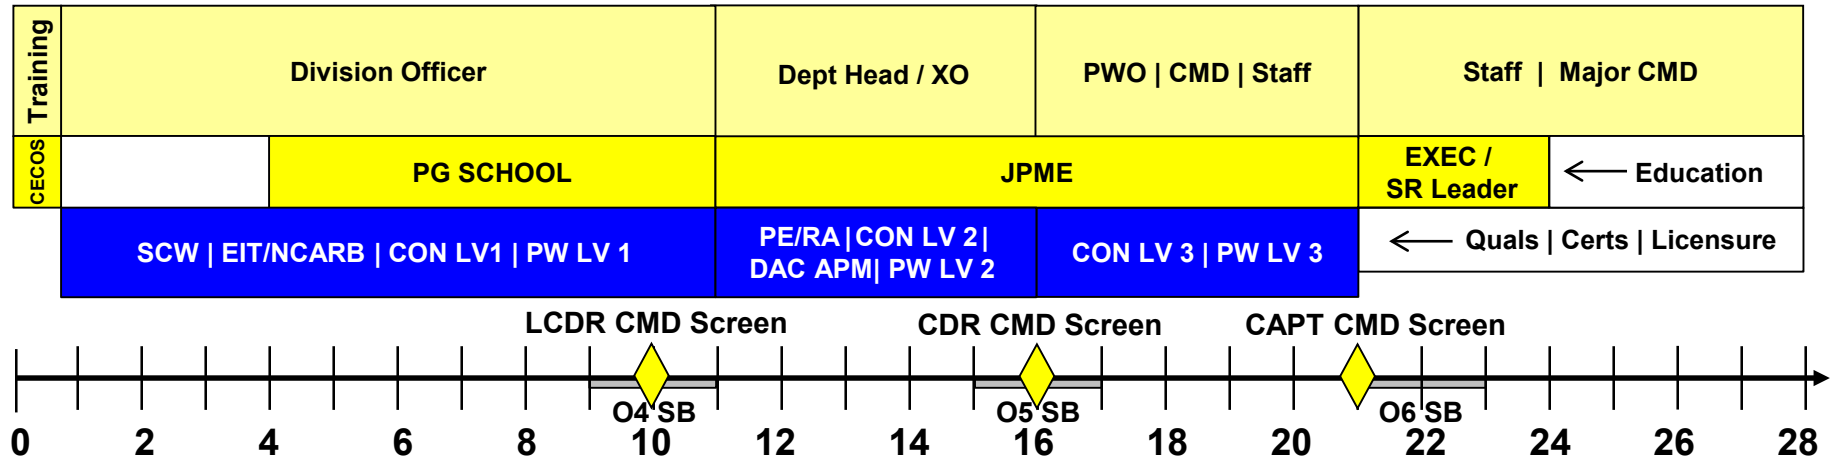 Training
Division Officer
Dept Head / XO
PWO | CMD | Staff
Staff | Major CMD
CECOS
PG SCHOOL
JPME
EXEC /
SR Leader
Education
SCW | EIT/NCARB | CON LV1 | PW LV 1
PE/RA | CON LV 2 |
DAC APM| PW LV 2
CON LV 3 | PW LV 3
Quals | Certs | Licensure
LCDR CMD Screen
CDR CMD Screen
CAPT CMD Screen
O4 SB
O5 SB
O6 SB
0 2 4 6 8 10 12 14 16 18 20 22 24 26 28